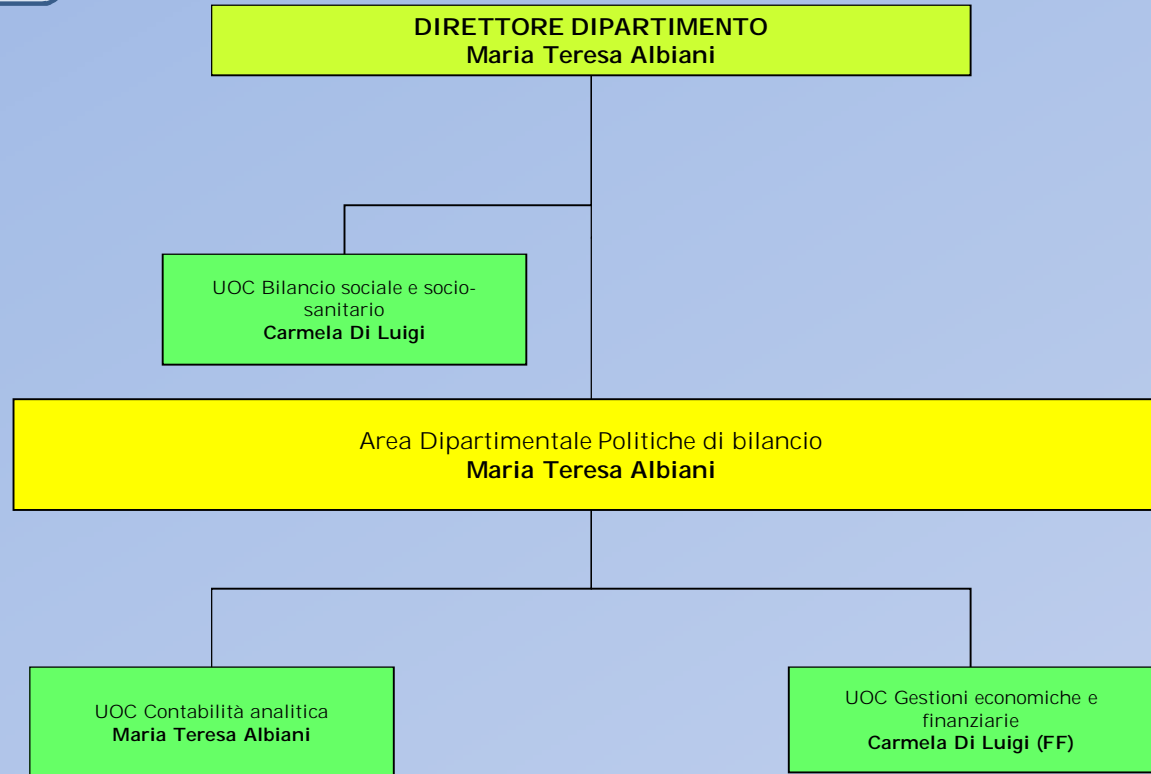 DIRETTORE DIPARTIMENTO
Maria Teresa Albiani
UOC Bilancio sociale e socio-
sanitario
Carmela Di Luigi
Area Dipartimentale Politiche di bilancio
Maria Teresa Albiani
UOC Contabilità analitica
Maria Teresa Albiani
UOC Gestioni economiche e
finanziarie
Carmela Di Luigi (FF)